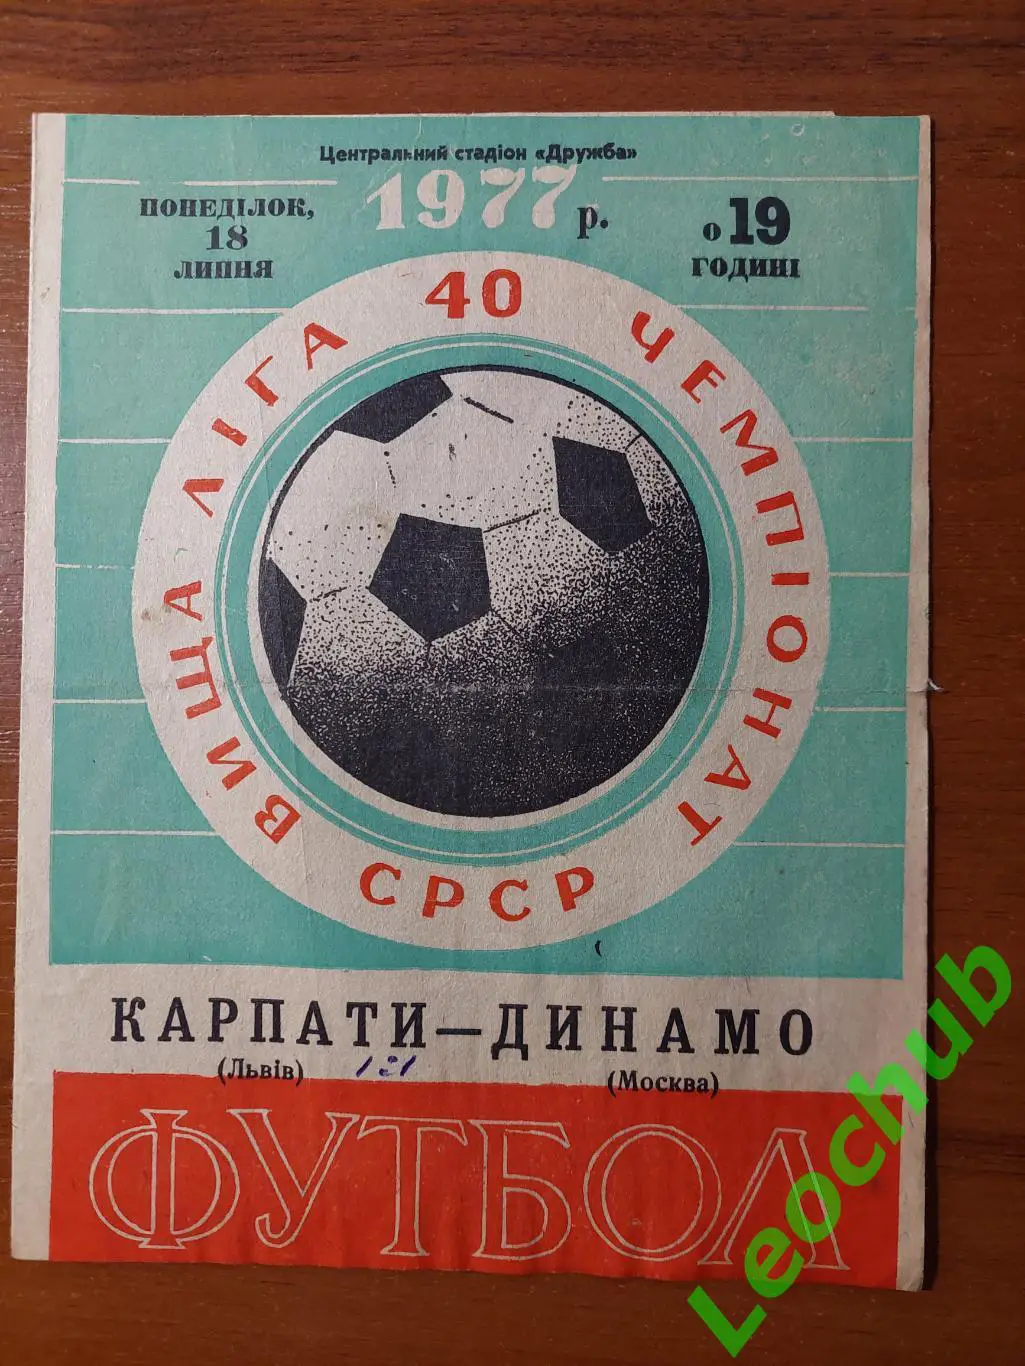 Центральний стадіон «Дружба»
ПОНЕДІЛОК,
18
ЛИПНЯ
1977 р.
о 19
ГОДИНІ
40 ЧЕМПІОНАТ
СРСР
ВИЩА ЛІГА
КАРПАТИ—ДИНАМО
(Львів) 1:1 (Москва)
ФУТБОЛ
Leochub